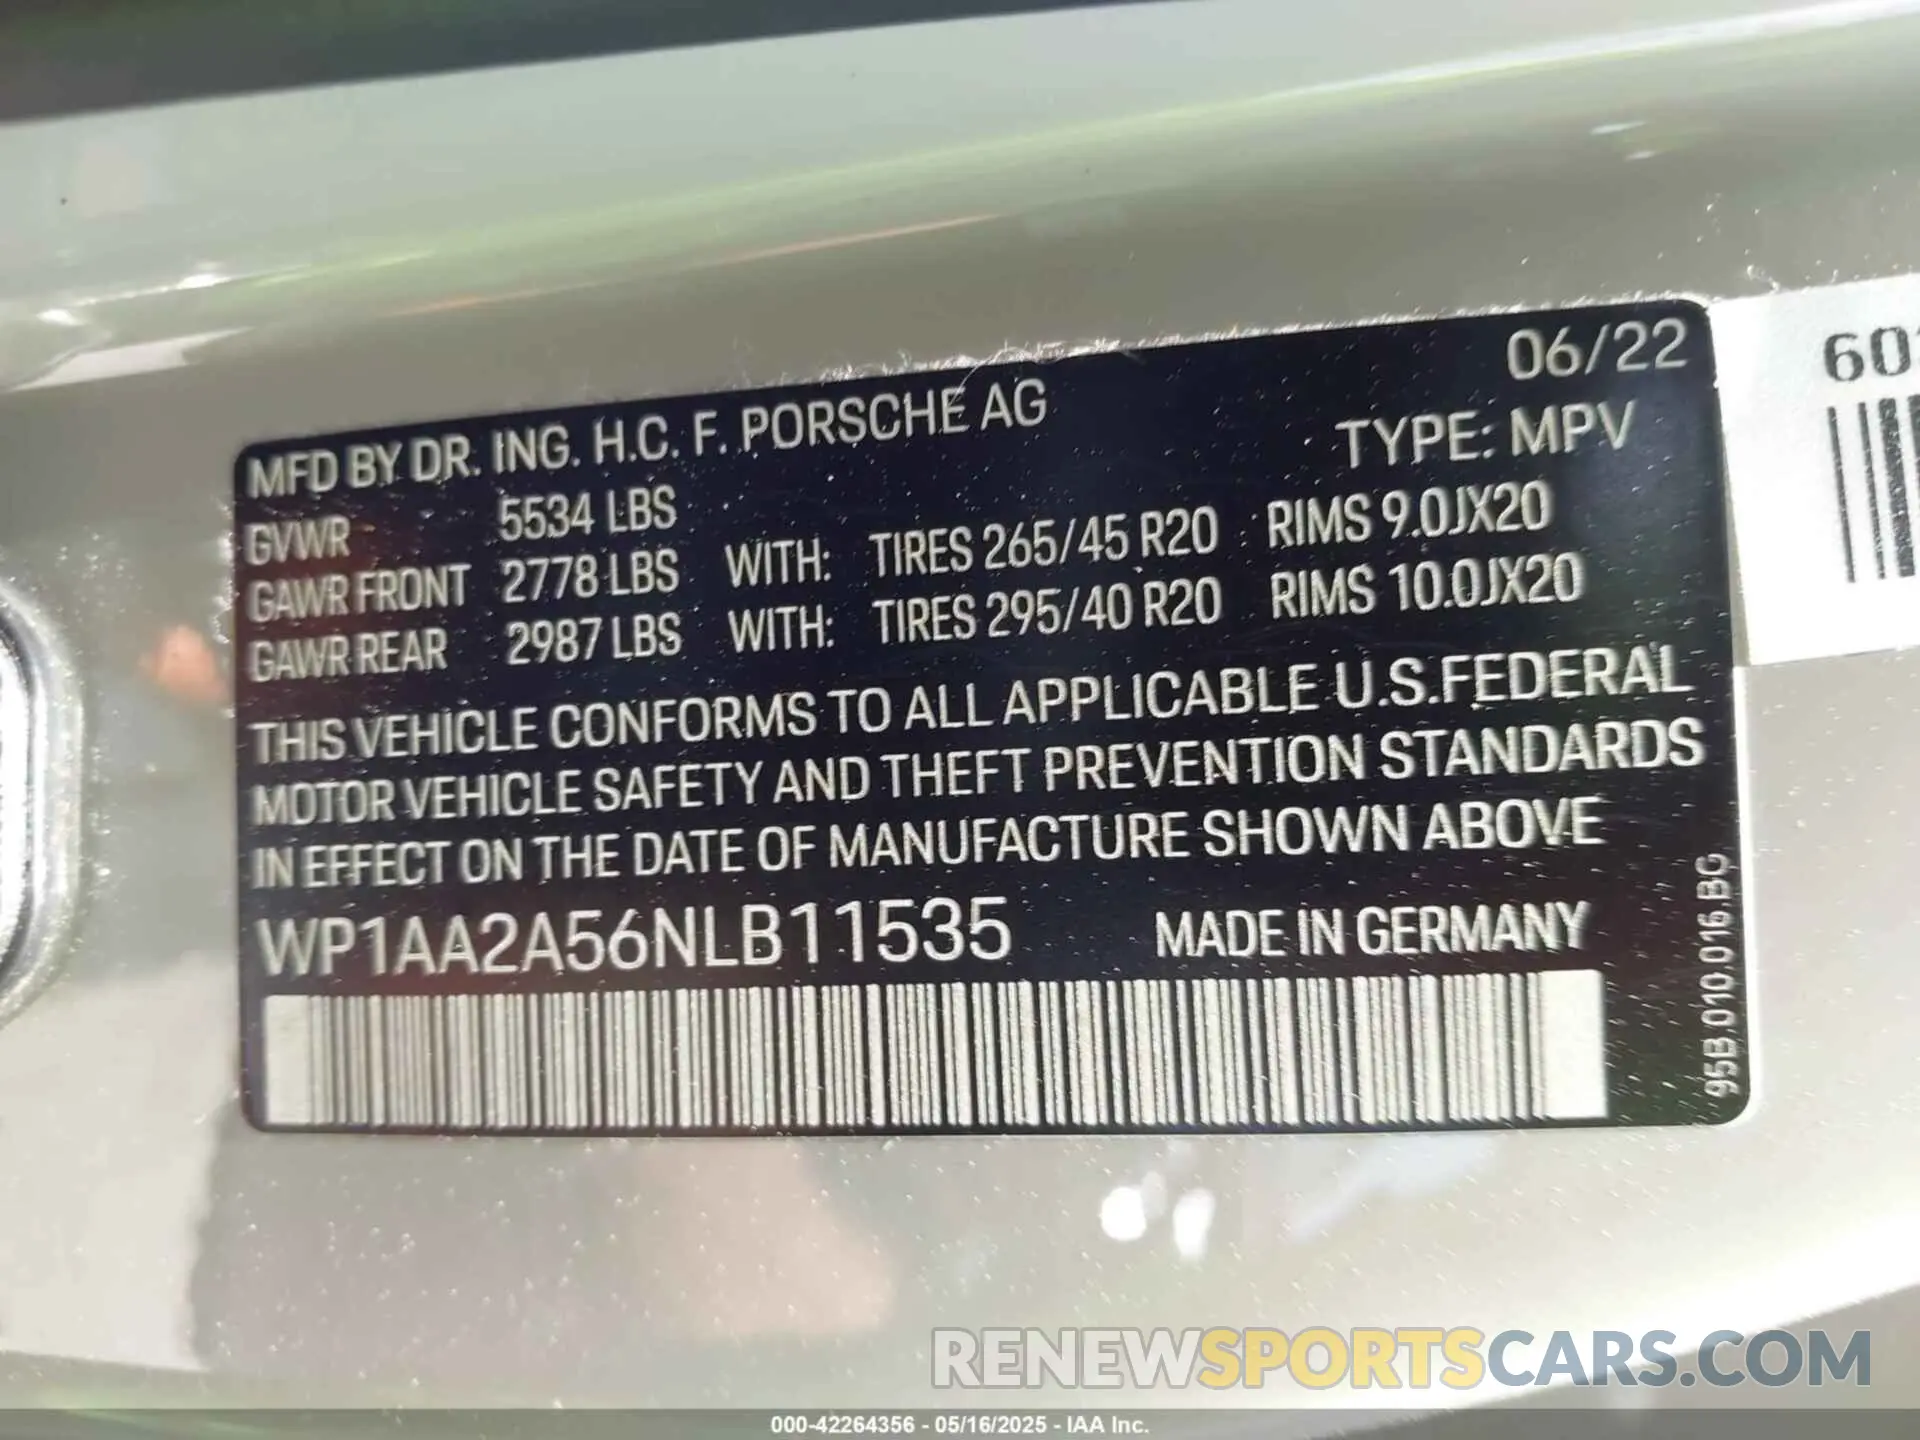 06/22
MFD BY DR. ING. H.C. F. PORSCHE AG
TYPE: MPV
GVWR 5534 LBS
GAWR FRONT 2778 LBS WITH: TIRES 265/45 R20 RIMS 9.0JX20
GAWR REAR 2987 LBS WITH: TIRES 295/40 R20 RIMS 10.0JX20
THIS VEHICLE CONFORMS TO ALL APPLICABLE U.S.FEDERAL
MOTOR VEHICLE SAFETY AND THEFT PREVENTION STANDARDS
IN EFFECT ON THE DATE OF MANUFACTURE SHOWN ABOVE
WP1AA2A56NLB11535 MADE IN GERMANY
95B.010.016.BG
RENEWSPORTSCARS.COM
000-42264356 - 05/16/2025 - IAA Inc.